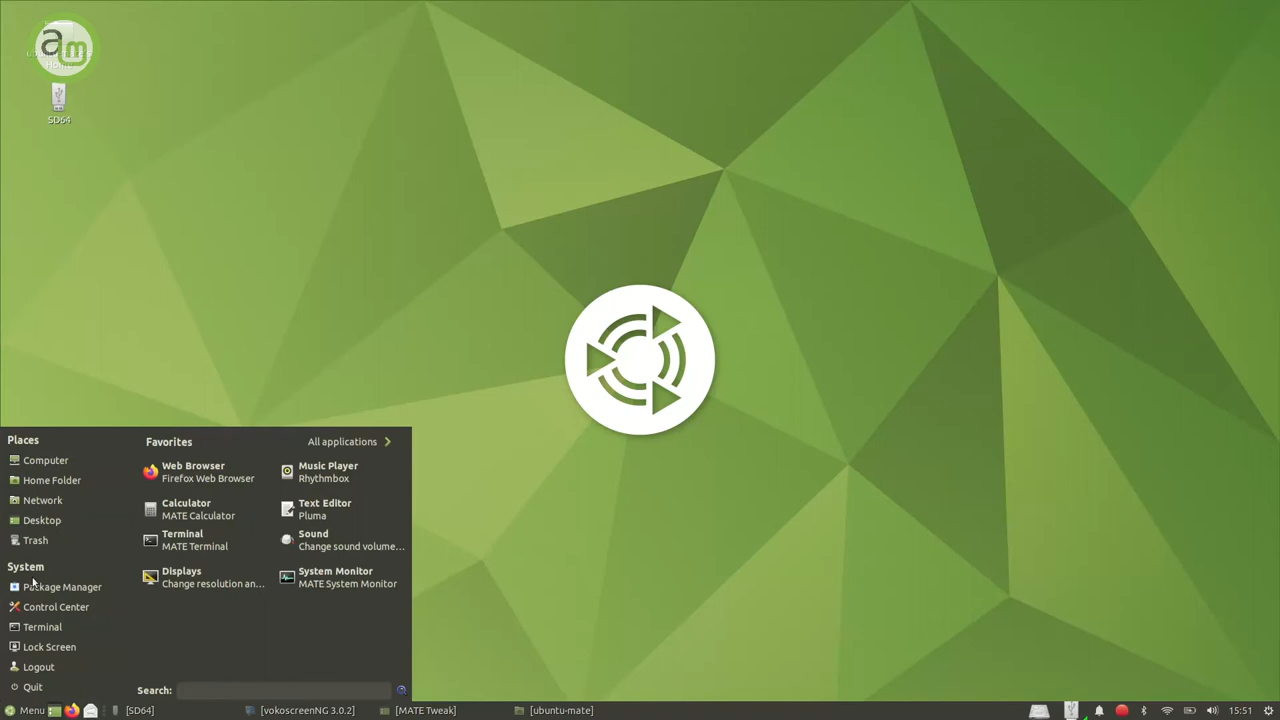 am
Home
SD64
Places
Computer
Home Folder
Network
Desktop
Trash
System
Package Manager
Control Center
Terminal
Lock Screen
Logout
Quit
Favorites
All applications
Web Browser
Firefox Web Browser
Music Player
Rhythmbox
Calculator
MATE Calculator
Text Editor
Pluma
Terminal
MATE Terminal
Sound
Change sound volume...
Displays
Change resolution an...
System Monitor
MATE System Monitor
Search:
Menu
[SD64]
[vokoscreenNG 3.0.2]
[MATE Tweak]
[ubuntu-mate]
15:51